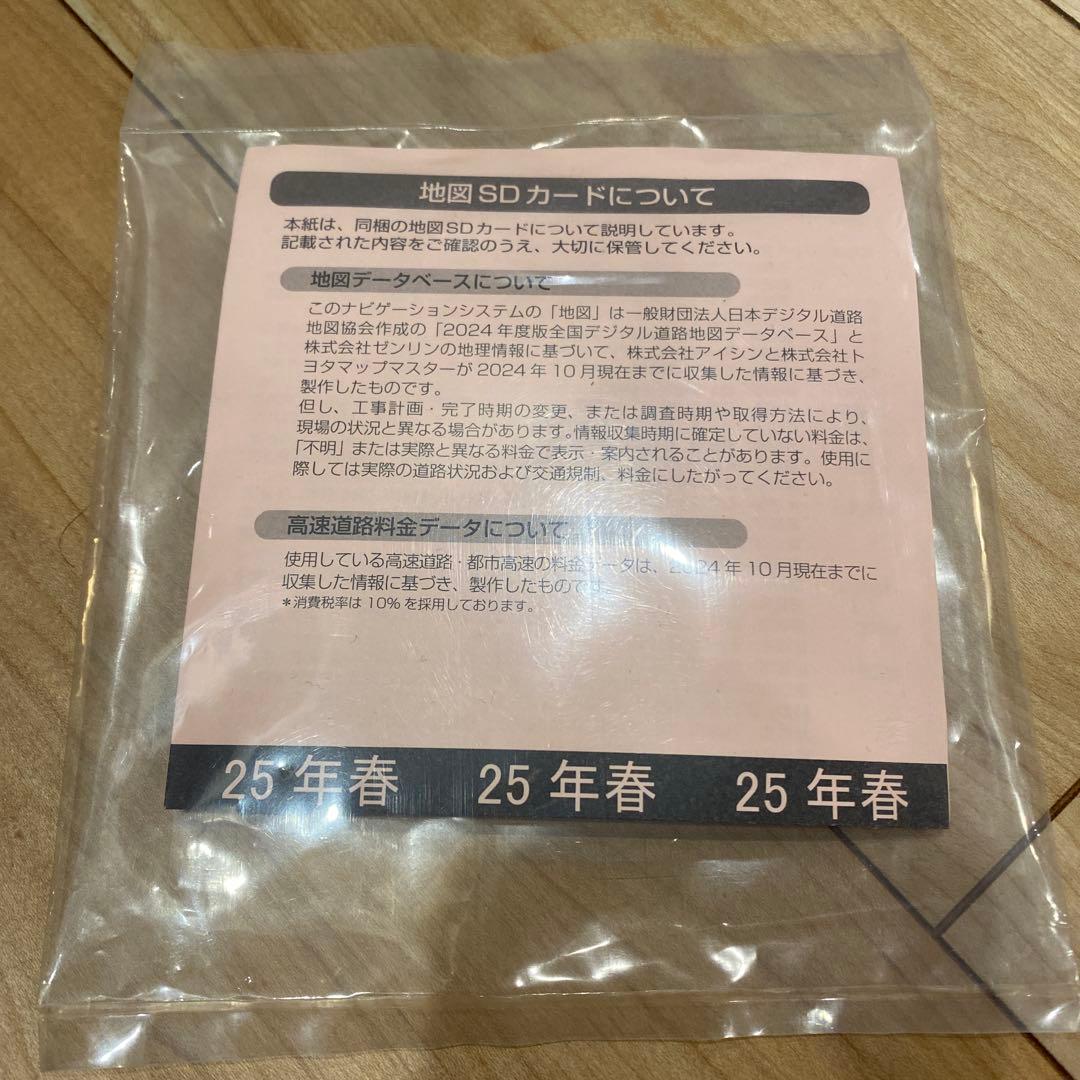 地図SDカードについて
本紙は、同梱の地図SDカードについて説明しています。
記載された内容をご確認のうえ、大切に保管してください。
地図データベースについて
このナビゲーションシステムの「地図」は一般財団法人日本デジタル道路
地図協会作成の「2024年度版全国デジタル道路地図データベース」と
株式会社ゼンリンの地理情報に基づいて、株式会社アイシンと株式会社ト
ヨタマップマスターが2024年10月現在までに収集した情報に基づき、
製作したものです。
但し、工事計画・完了時期の変更、または調査時期や取得方法により、
現場の状況と異なる場合があります。情報収集時期に確定していない料金は、
「不明」または実際と異なる料金で表示・案内されることがあります。使用に
際しては実際の道路状況および交通規制、料金にしたがってください。
高速道路料金データについて
使用している高速道路・都市高速の料金データは、2024年10月現在までに
収集した情報に基づき、製作したものです。
*消費税率は10%を採用しております。
25年春 25年春 25年春